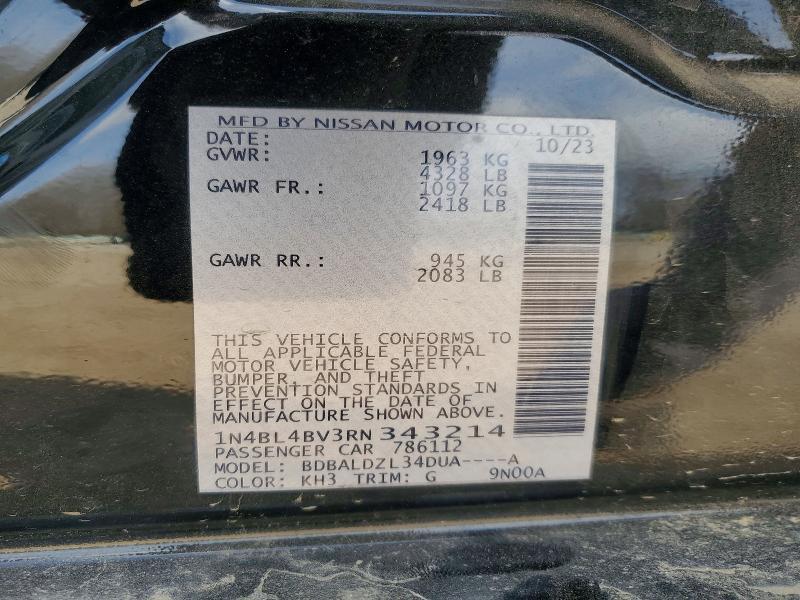 MFD BY NISSAN MOTOR CO., LTD.
DATE: 10/23
GVWR: 1963 KG
4328 LB
GAWR FR.: 1097 KG
2418 LB
GAWR RR.: 945 KG
2083 LB
THIS VEHICLE CONFORMS TO
ALL APPLICABLE FEDERAL
MOTOR VEHICLE SAFETY,
BUMPER, AND THEFT
PREVENTION STANDARDS IN
EFFECT ON THE DATE OF
MANUFACTURE SHOWN ABOVE.
1N4BL4BV3RN343214
PASSENGER CAR 786112
MODEL: BDBALDZL34DUA----A
COLOR: KH3 TRIM: G 9N00A